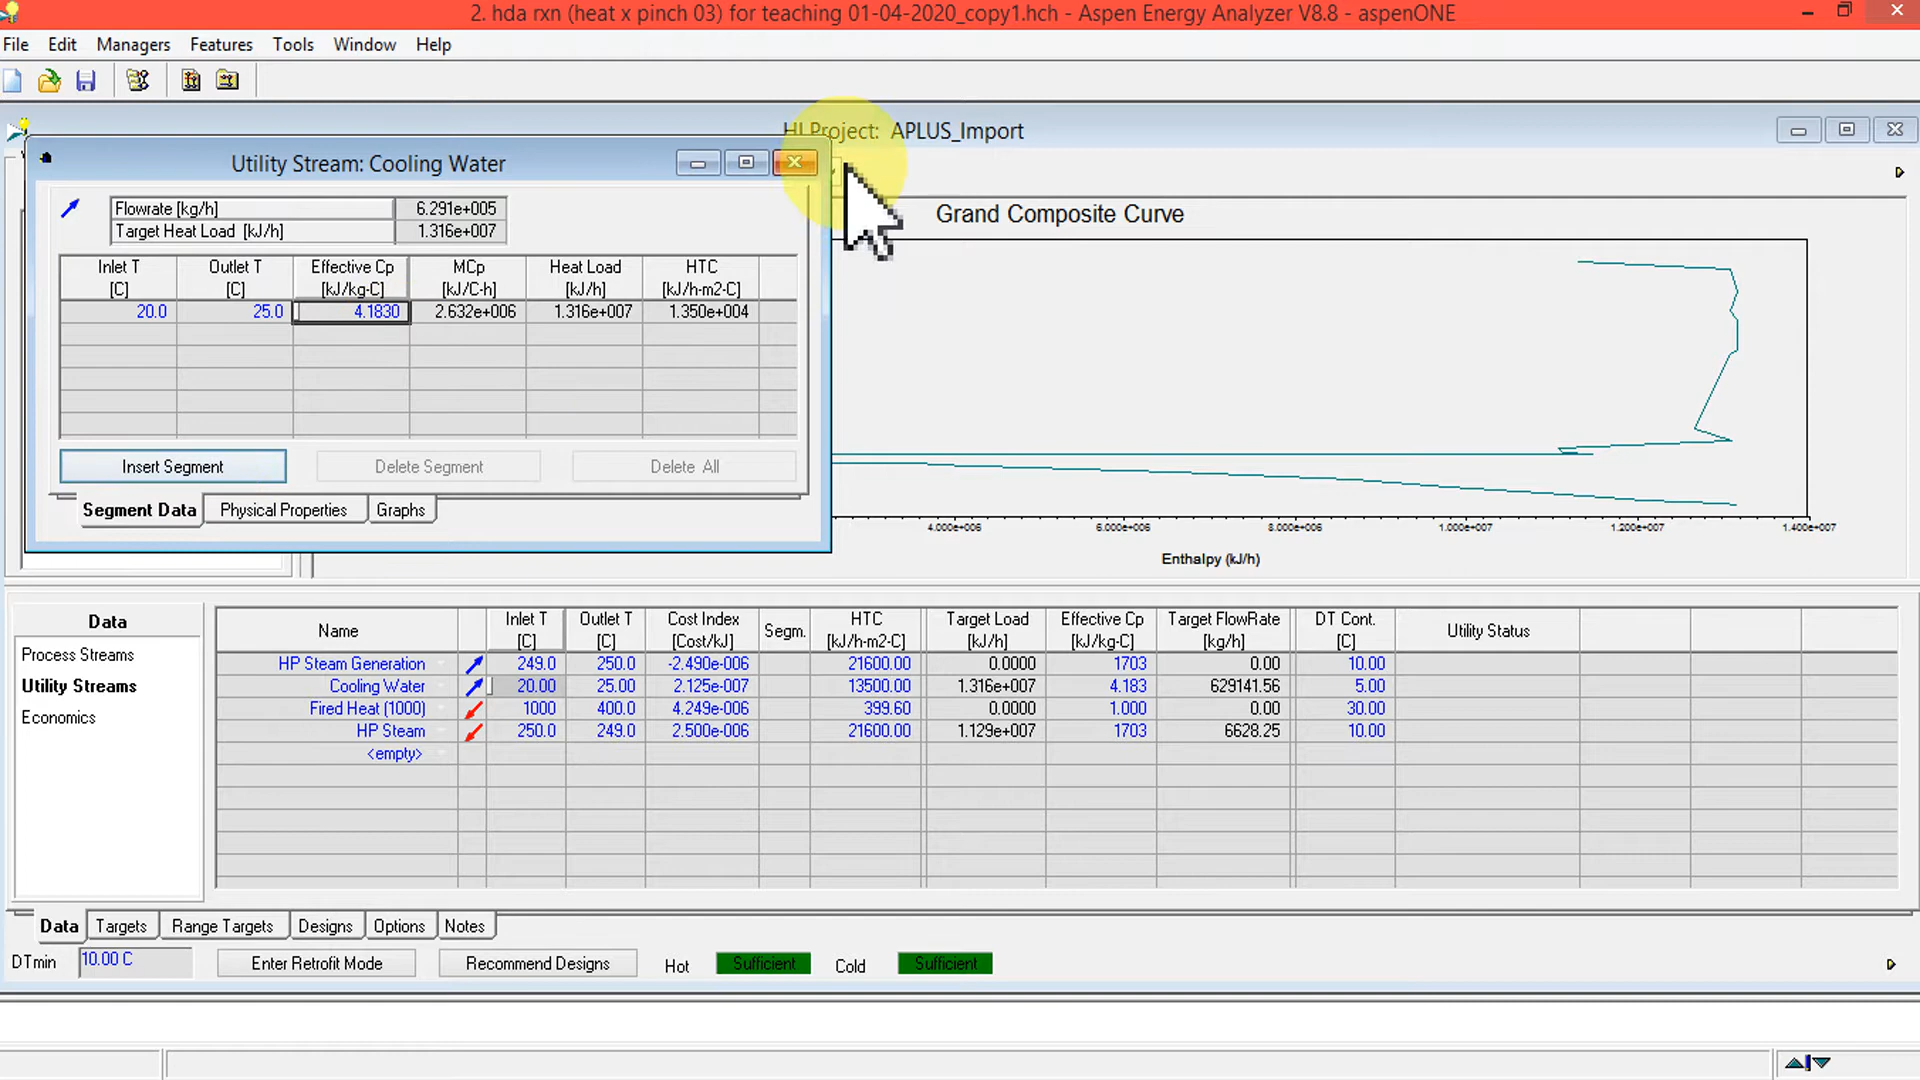 2. hda rxn (heat x pinch 03) for teaching 01-04-2020_copy1.hch - Aspen Energy Analyzer V8.8 - aspenONE
File Edit Managers Features Tools Window Help
HI Project: APLUS_Import
Utility Stream: Cooling Water
Flowrate [kg/h] 6.291e+005
Target Heat Load [kJ/h] 1.316e+007
Inlet T Outlet T Effective Cp MCp Heat Load HTC
[C] [C] [kJ/kg-C] [kJ/C-h] [kJ/h] [kJ/h-m2-C]
20.0 25.0 4.1830 2.632e+006 1.316e+007 1.350e+004
Insert Segment Delete Segment Delete All
Segment Data Physical Properties Graphs
Grand Composite Curve
4.000e+006 6.000e+006 8.000e+006 1.000e+007 1.200e+007 1.400e+007
Enthalpy (kJ/h)
Data
Process Streams
Utility Streams
Economics
Name Inlet T Outlet T Cost Index Segm. HTC Target Load Effective Cp Target FlowRate DT Cont. Utility Status
[C] [C] [Cost/kJ] [kJ/h-m2-C] [kJ/h] [kJ/kg-C] [kg/h] [C]
HP Steam Generation 249.0 250.0 -2.490e-006 21600.00 0.0000 1703 0.00 10.00
Cooling Water 20.00 25.00 2.125e-007 13500.00 1.316e+007 4.183 629141.56 5.00
Fired Heat (1000) 1000 400.0 4.249e-006 399.60 0.0000 1.000 0.00 30.00
HP Steam 250.0 249.0 2.500e-006 21600.00 1.129e+007 1703 6628.25 10.00
<empty>
Data Targets Range Targets Designs Options Notes
DTmin 10.00 C Enter Retrofit Mode Recommend Designs Hot Sufficient Cold Sufficient